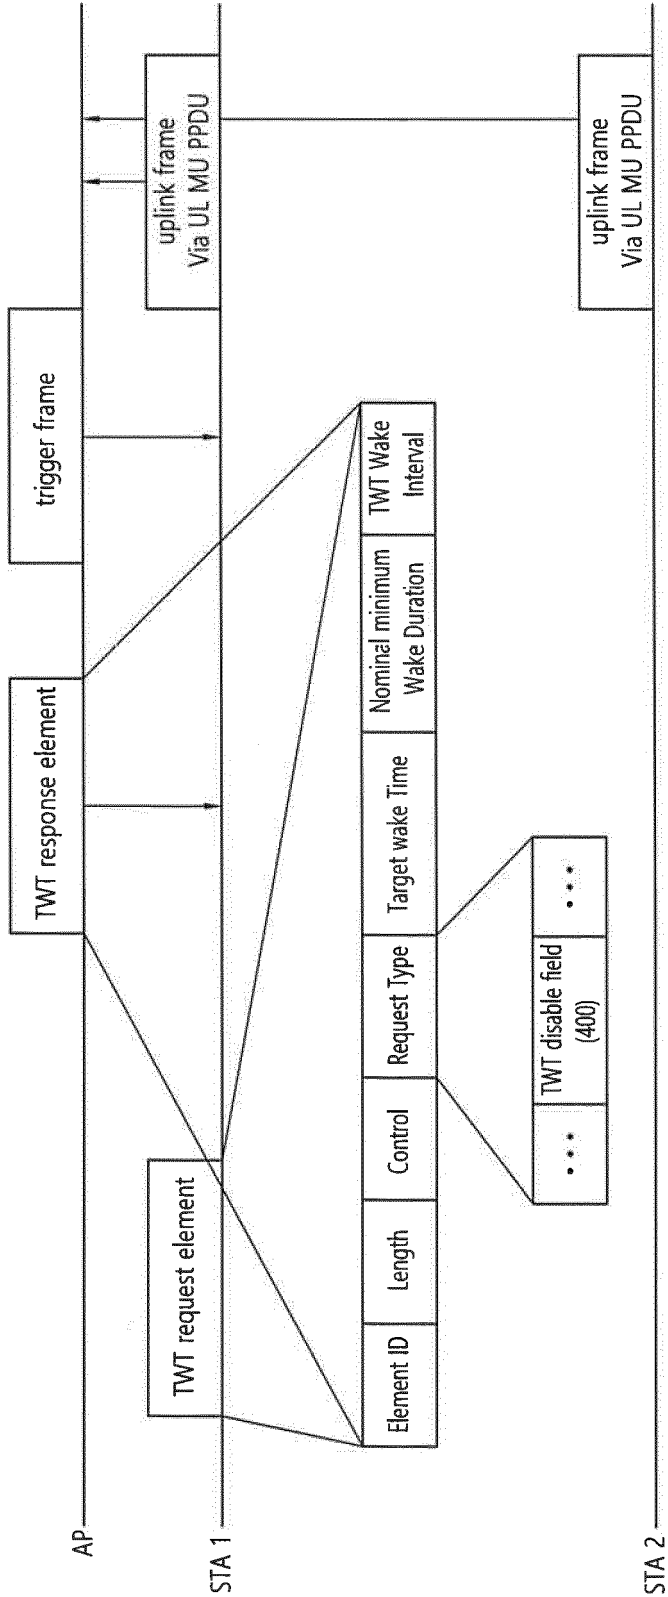 AP
TWT response element
trigger frame
STA 1
TWT request element
uplink frame
Via UL MU PPDU
Element ID
Length
Control
Request Type
Target wake Time
Nominal minimum
Wake Duration
TWT Wake
Interval
•••
TWT disable field
(400)
•••
STA 2
uplink frame
Via UL MU PPDU